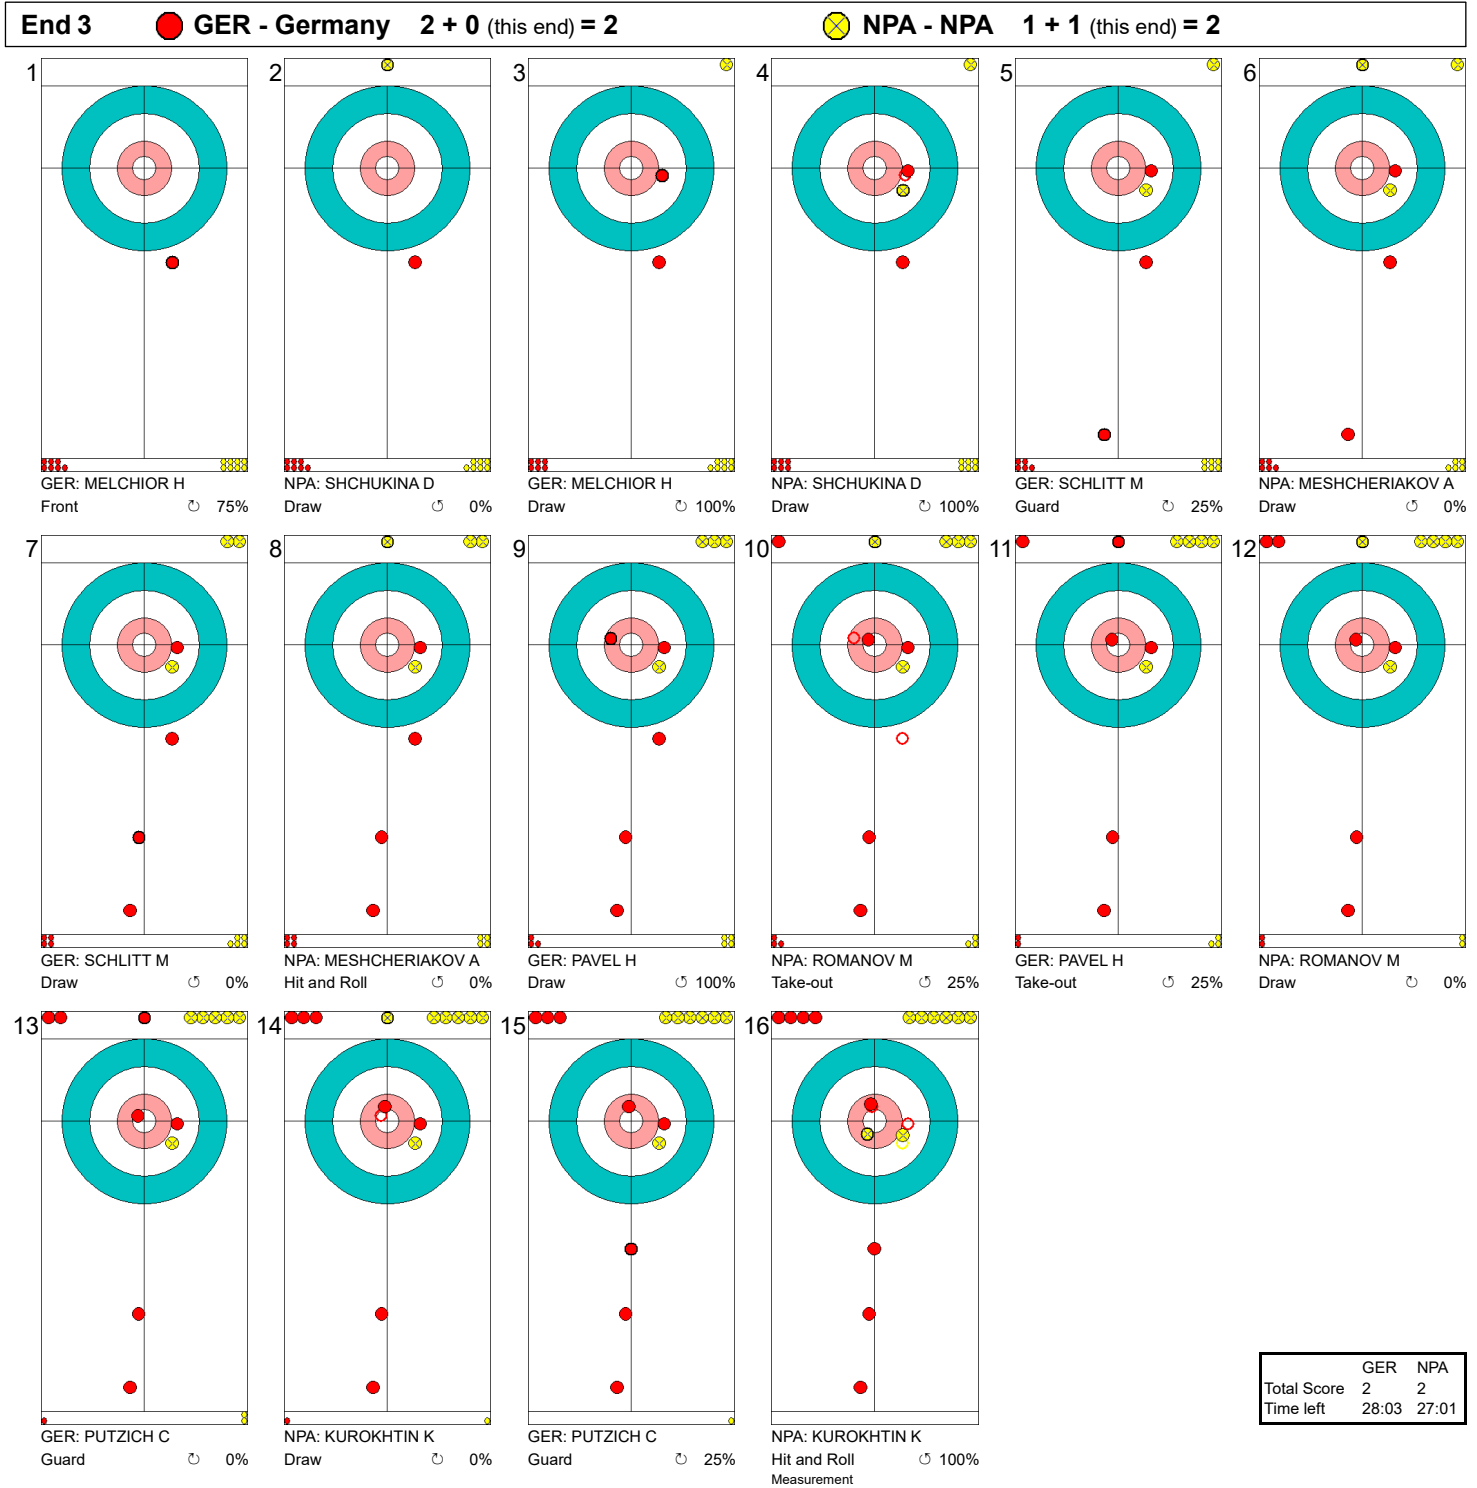 End 3 GER - Germany 2 + 0 (this end) = 2 NPA - NPA 1 + 1 (this end) = 2
1 2 3 4 5 6
GER: MELCHIOR H NPA: SHCHUKINA D GER: MELCHIOR H NPA: SHCHUKINA D GER: SCHLITT M NPA: MESHCHERIAKOV A
Front ↻ 75% Draw ↺ 0% Draw ↻ 100% Draw ↻ 100% Guard ↺ 25% Draw ↺ 0%
7 8 9 10 11 12
GER: SCHLITT M NPA: MESHCHERIAKOV A GER: PAVEL H NPA: ROMANOV M GER: PAVEL H NPA: ROMANOV M
Draw ↺ 0% Hit and Roll ↺ 0% Draw ↻ 100% Take-out ↺ 25% Take-out ↺ 25% Draw ↻ 0%
13 14 15 16
GER: PUTZICH C NPA: KUROKHTIN K GER: PUTZICH C NPA: KUROKHTIN K
Guard ↻ 0% Draw ↻ 0% Guard ↻ 25% Hit and Roll ↺ 100%
Measurement
GER NPA
Total Score 2 2
Time left 28:03 27:01